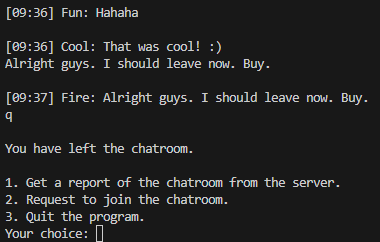 [09:36] Fun: Hahaha
[09:36] Cool: That was cool! :)
Alright guys. I should leave now. Buy.
[09:37] Fire: Alright guys. I should leave now. Buy.
q
You have left the chatroom.
1. Get a report of the chatroom from the server.
2. Request to join the chatroom.
3. Quit the program.
Your choice: